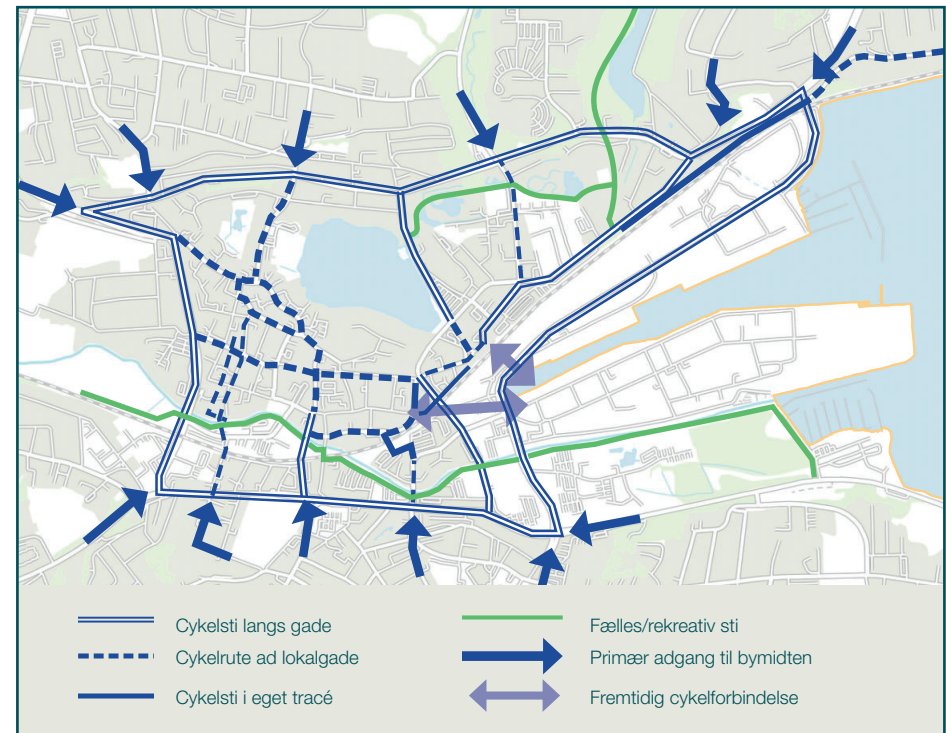 Cykelsti langs gade
Cykelrute ad lokalgade
Cykelsti i eget tracé
Fælles/rekreativ sti
Primær adgang til bymidten
Fremtidig cykelforbindelse